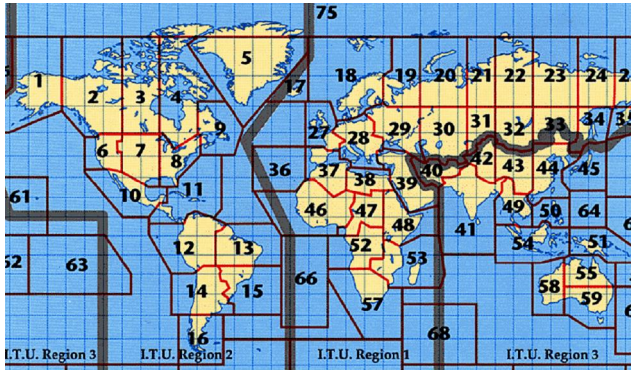 75
5
1 2 3 4 17 18 19 20 21 22 23 24
9 27 28 29 30 31 32 33 34
6 7 8 36 37 38 39 40 42 43 44 45
61 10 11 46 47 48 41 49 50 64
12 13 52 53 54 51
63 14 15 66 57 58 55 59
16 68
I.T.U. Region 3 I.T.U. Region 2 I.T.U. Region 1 I.T.U. Region 3